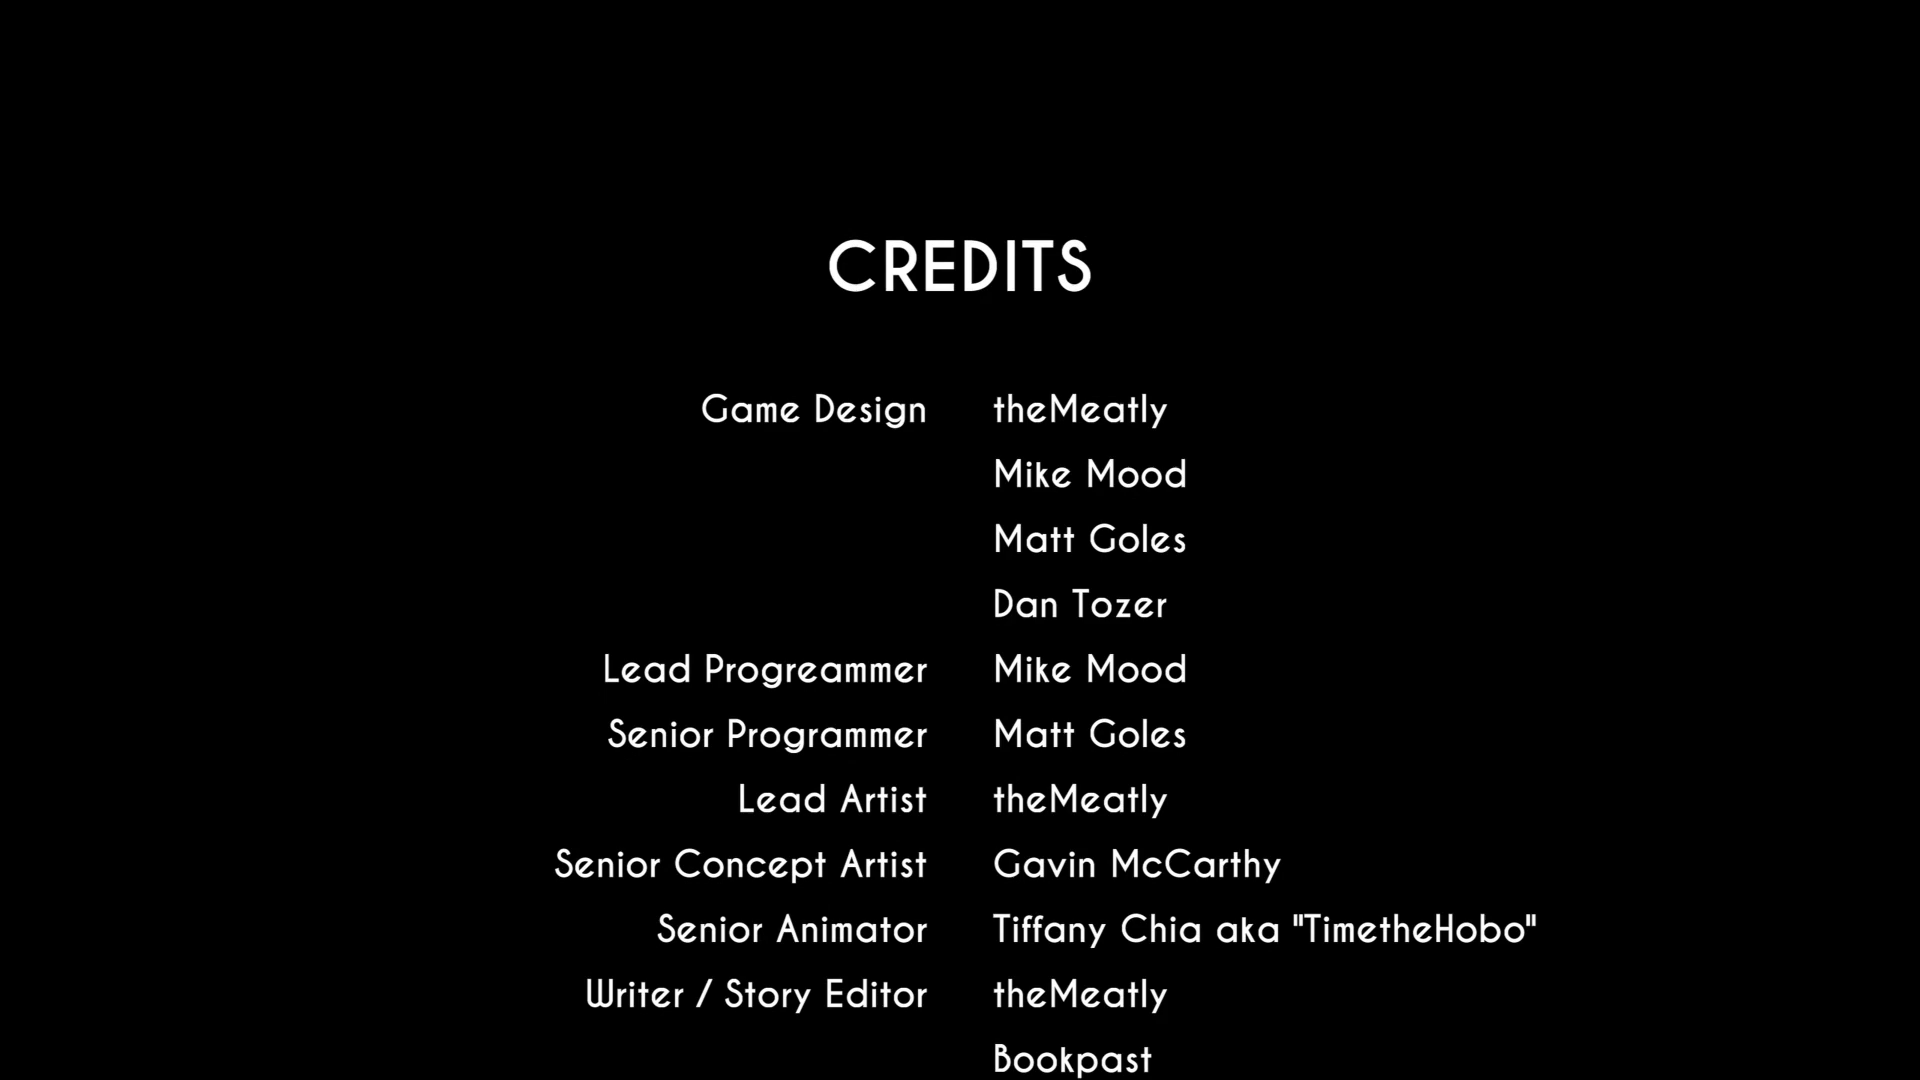 CREDITS
Game Design theMeatly
Mike Mood
Matt Goles
Dan Tozer
Lead Progreammer Mike Mood
Senior Programmer Matt Goles
Lead Artist theMeatly
Senior Concept Artist Gavin McCarthy
Senior Animator Tiffany Chia aka "TimetheHobo"
Writer / Story Editor theMeatly
Bookpast